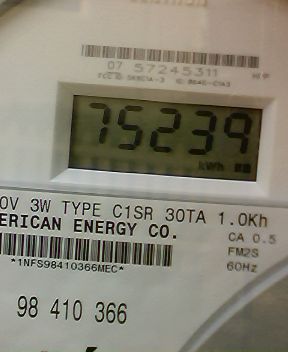 07 57245311
75239
kWh
0V 3W TYPE C1SR 30TA 1.0Kh
ERICAN ENERGY CO.
CA 0.5
FM2S
60Hz
*1NFS98410366MEC*
98 410 366